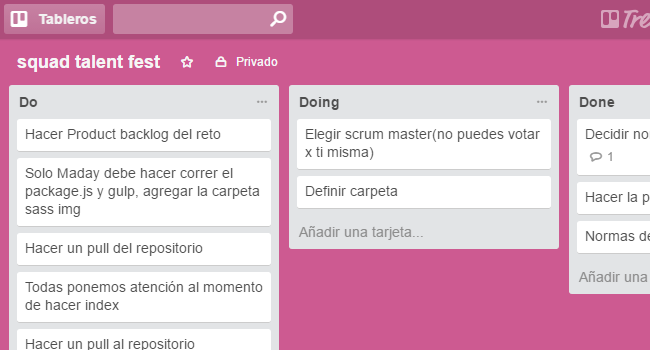 Tableros
Tre
squad talent fest
Privado
Do
Hacer Product backlog del reto
Solo Maday debe hacer correr el
package.js y gulp, agregar la carpeta
sass img
Hacer un pull del repositorio
Todas ponemos atención al momento
de hacer index
Hacer un pull al repositorio
Doing
Elegir scrum master(no puedes votar
x ti misma)
Definir carpeta
Añadir una tarjeta...
Done
Decidir no
1
Hacer la p
Normas de
Añadir una